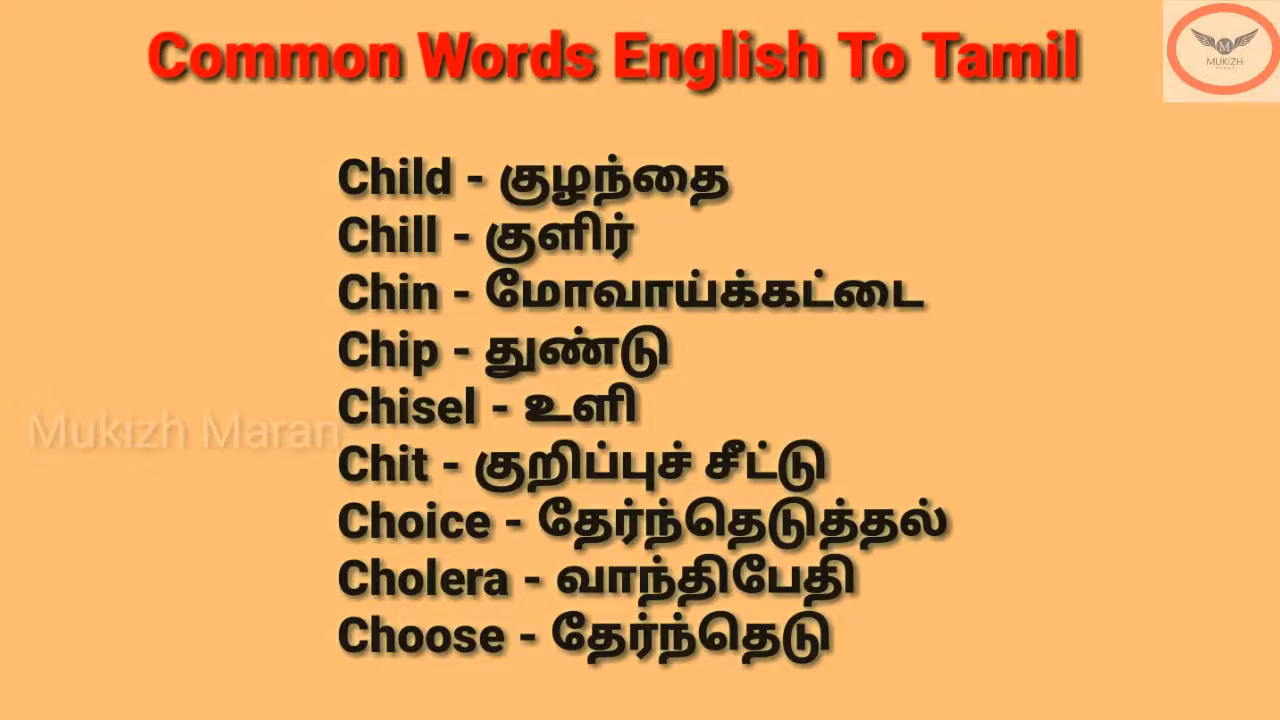 Common Words English To Tamil
M
MUKIZH
Child - குழந்தை
Chill - குளிர்
Chin - மோவாய்க்கட்டை
Chip - துண்டு
Chisel - உளி
Mukizh Maran
Chit - குறிப்புச் சீட்டு
Choice - தேர்ந்தெடுத்தல்
Cholera - வாந்திபேதி
Choose - தேர்ந்தெடு